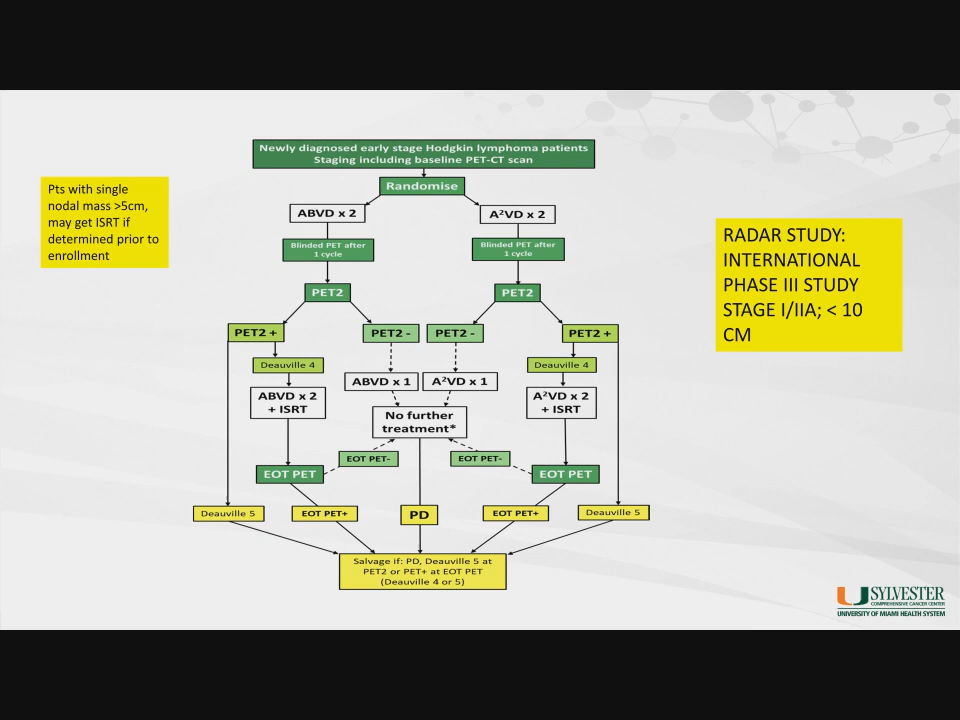 Newly diagnosed early stage Hodgkin lymphoma patients
Staging including baseline PET-CT scan
Randomise
Pts with single
nodal mass >5cm,
may get ISRT if
determined prior to
enrollment
ABVD x 2
A²VD x 2
RADAR STUDY:
INTERNATIONAL
PHASE III STUDY
STAGE I/IIA; < 10
CM
Blinded PET after
1 cycle
Blinded PET after
1 cycle
PET2
PET2
PET2 +
PET2 -
PET2 -
PET2 +
Deauville 4
Deauville 4
ABVD x 1
A²VD x 1
ABVD x 2
+ ISRT
A²VD x 2
+ ISRT
No further
treatment*
EOT PET-
EOT PET-
EOT PET
EOT PET
Deauville 5
EOT PET+
PD
EOT PET+
Deauville 5
Salvage if: PD, Deauville 5 at
PET2 or PET+ at EOT PET
(Deauville 4 or 5)
SYLVESTER
COMPREHENSIVE CANCER CENTER
UNIVERSITY OF MIAMI HEALTH SYSTEM